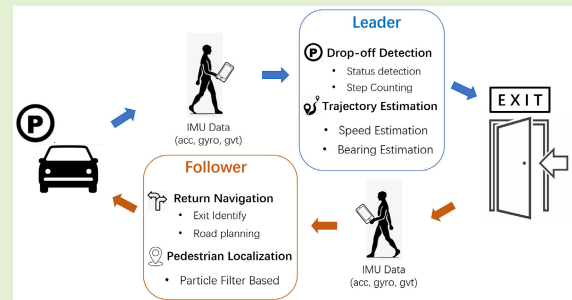 Leader
P Drop-off Detection
• Status detection
• Step Counting
Trajectory Estimation
• Speed Estimation
• Bearing Estimation
IMU Data
(acc, gyro, gvt)
EXIT
P
Follower
Return Navigation
• Exit Identify
• Road planning
Pedestrian Localization
• Particle Filter Based
IMU Data
(acc, gyro, gvt)